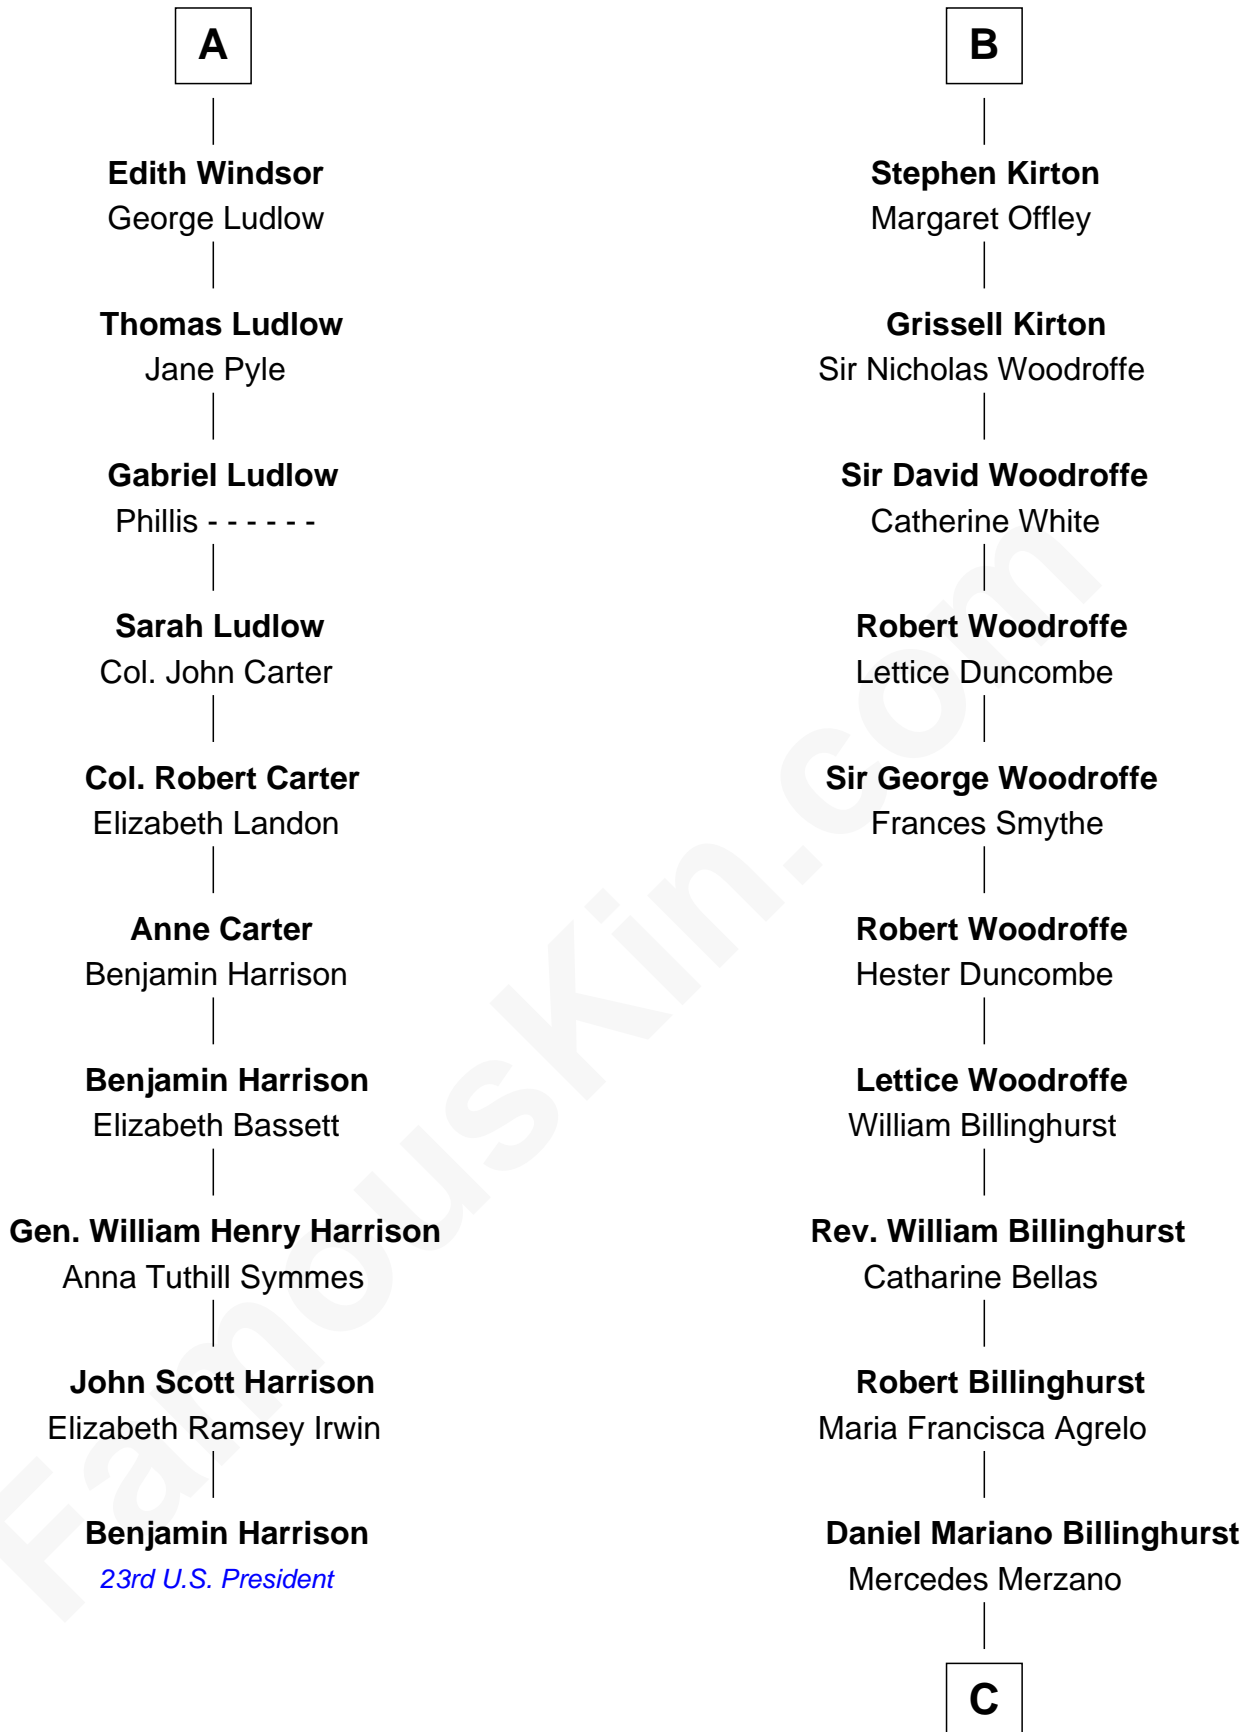 A
Edith Windsor
George Ludlow
Thomas Ludlow
Jane Pyle
Gabriel Ludlow
Phillis - - - - - -
Sarah Ludlow
Col. John Carter
Col. Robert Carter
Elizabeth Landon
Anne Carter
Benjamin Harrison
Benjamin Harrison
Elizabeth Bassett
Gen. William Henry Harrison
Anna Tuthill Symmes
John Scott Harrison
Elizabeth Ramsey Irwin
Benjamin Harrison
23rd U.S. President
B
Stephen Kirton
Margaret Offley
Grissell Kirton
Sir Nicholas Woodroffe
Sir David Woodroffe
Catherine White
Robert Woodroffe
Lettice Duncombe
Sir George Woodroffe
Frances Smythe
Robert Woodroffe
Hester Duncombe
Lettice Woodroffe
William Billinghurst
Rev. William Billinghurst
Catharine Bellas
Robert Billinghurst
Maria Francisca Agrelo
Daniel Mariano Billinghurst
Mercedes Merzano
C
FamousKin.com